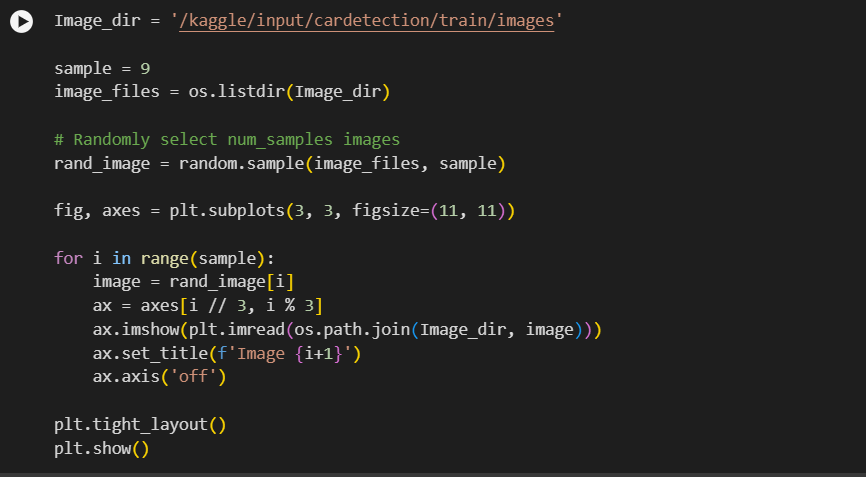 Image_dir = '/kaggle/input/cardetection/train/images'
sample = 9
image_files = os.listdir(Image_dir)
# Randomly select num_samples images
rand_image = random.sample(image_files, sample)
fig, axes = plt.subplots(3, 3, figsize=(11, 11))
for i in range(sample):
    image = rand_image[i]
    ax = axes[i // 3, i % 3]
    ax.imshow(plt.imread(os.path.join(Image_dir, image)))
    ax.set_title(f'Image {i+1}')
    ax.axis('off')
plt.tight_layout()
plt.show()